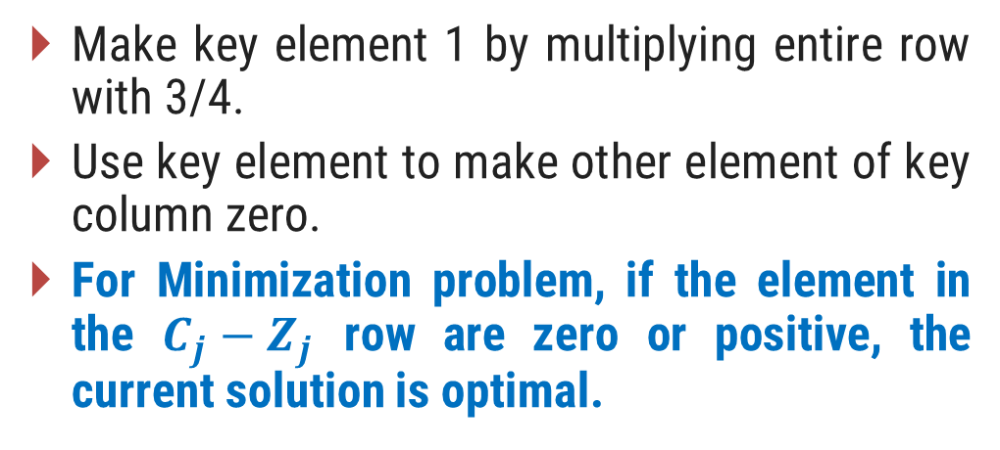 Make key element 1 by multiplying entire row
with 3/4.
Use key element to make other element of key
column zero.
For Minimization problem, if the element in
the C_j − Z_j row are zero or positive, the
current solution is optimal.